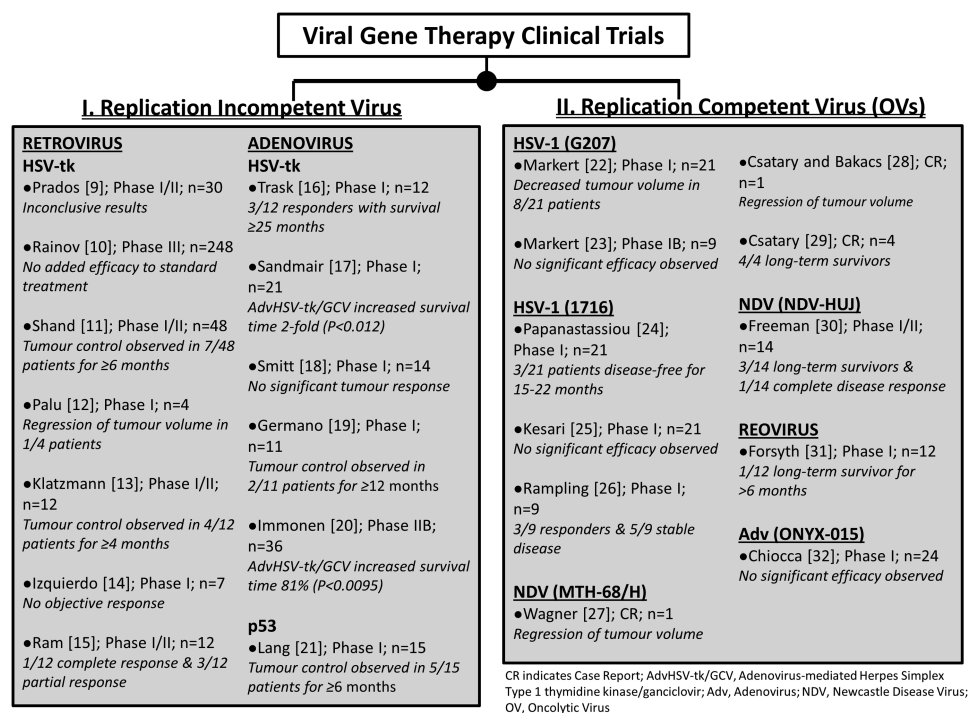 Viral Gene Therapy Clinical Trials
I. Replication Incompetent Virus
RETROVIRUS
HSV-tk
●Prados [9]; Phase I/II; n=30
Inconclusive results
●Rainov [10]; Phase III; n=248
No added efficacy to standard
treatment
●Shand [11]; Phase I/II; n=48
Tumour control observed in 7/48
patients for ≥6 months
●Palu [12]; Phase I; n=4
Regression of tumour volume in
1/4 patients
●Klatzmann [13]; Phase I/II;
n=12
Tumour control observed in 4/12
patients for ≥4 months
●Izquierdo [14]; Phase I; n=7
No objective response
●Ram [15]; Phase I/II; n=12
1/12 complete response & 3/12
partial response
ADENOVIRUS
HSV-tk
●Trask [16]; Phase I; n=12
3/12 responders with survival
≥25 months
●Sandmair [17]; Phase I;
n=21
AdvHSV-tk/GCV increased survival
time 2-fold (P<0.012)
●Smitt [18]; Phase I; n=14
No significant tumour response
●Germano [19]; Phase I;
n=11
Tumour control observed in
2/11 patients for ≥12 months
●Immonen [20]; Phase IIB;
n=36
AdvHSV-tk/GCV increased survival
time 81% (P<0.0095)
p53
●Lang [21]; Phase I; n=15
Tumour control observed in 5/15
patients for ≥6 months
II. Replication Competent Virus (OVs)
HSV-1 (G207)
●Markert [22]; Phase I; n=21
Decreased tumour volume in
8/21 patients
●Markert [23]; Phase IB; n=9
No significant efficacy observed
HSV-1 (1716)
●Papanastassiou [24];
Phase I; n=21
3/21 patients disease-free for
15-22 months
●Kesari [25]; Phase I; n=21
No significant efficacy observed
●Rampling [26]; Phase I;
n=9
3/9 responders & 5/9 stable
disease
NDV (MTH-68/H)
●Wagner [27]; CR; n=1
Regression of tumour volume
●Csatary and Bakacs [28]; CR;
n=1
Regression of tumour volume
●Csatary [29]; CR; n=4
4/4 long-term survivors
NDV (NDV-HUJ)
●Freeman [30]; Phase I/II;
n=14
3/14 long-term survivors &
1/14 complete disease response
REOVIRUS
●Forsyth [31]; Phase I; n=12
1/12 long-term survivor for
>6 months
Adv (ONYX-015)
●Chiocca [32]; Phase I; n=24
No significant efficacy observed
CR indicates Case Report; AdvHSV-tk/GCV, Adenovirus-mediated Herpes Simplex
Type 1 thymidine kinase/ganciclovir; Adv, Adenovirus; NDV, Newcastle Disease Virus;
OV, Oncolytic Virus